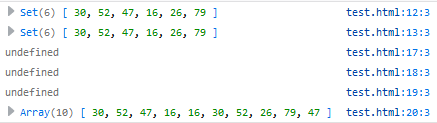 ▶ Set(6) [ 30, 52, 47, 16, 26, 79 ] test.html:12:3
▶ Set(6) [ 30, 52, 47, 16, 26, 79 ] test.html:13:3
undefined test.html:17:3
undefined test.html:18:3
undefined test.html:19:3
▶ Array(10) [ 30, 52, 47, 16, 16, 30, 52, 26, 79, 47 ] test.html:20:3